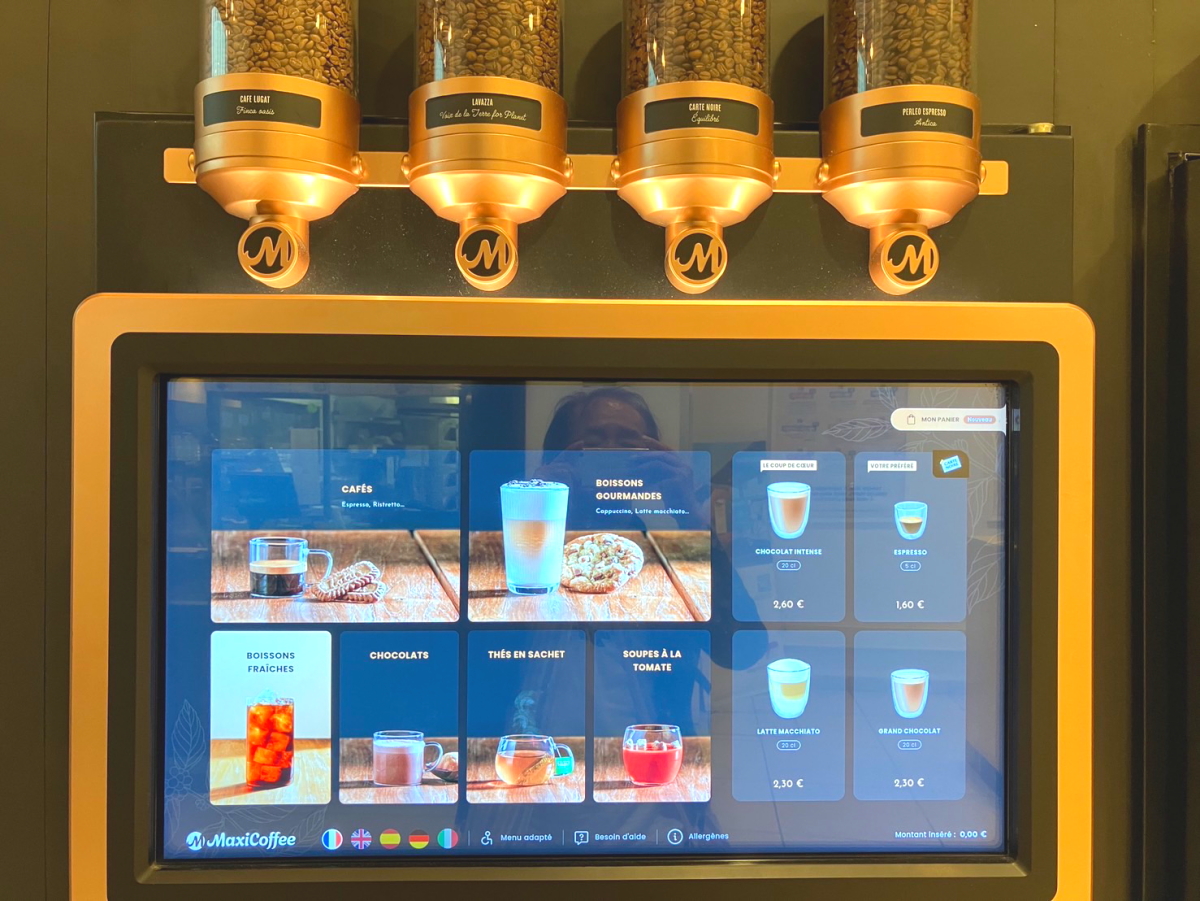 CAFE LUGAT
Finca oasis
LAVAZZA
Voix de la Terre for Planet
CARTE NOIRE
Équilibré
PERLEO ESPRESSO
Antica
M
M
M
M
MON PANIER Nouveau
CAFÉS
Espresso, Ristretto...
BOISSONS
GOURMANDES
Cappuccino, Latte macchiato...
LE COUP DE CŒUR
CHOCOLAT INTENSE
20 cl
2,60 €
VOTRE PRÉFÉRÉ
ESPRESSO
5 cl
1,60 €
BOISSONS
FRAÎCHES
CHOCOLATS
THÉS EN SACHET
SOUPES À LA
TOMATE
LATTE MACCHIATO
20 cl
2,30 €
GRAND CHOCOLAT
20 cl
2,30 €
M MaxiCoffee
Menu adapté
Besoin d'aide
Allergènes
Montant inséré : 0,00 €